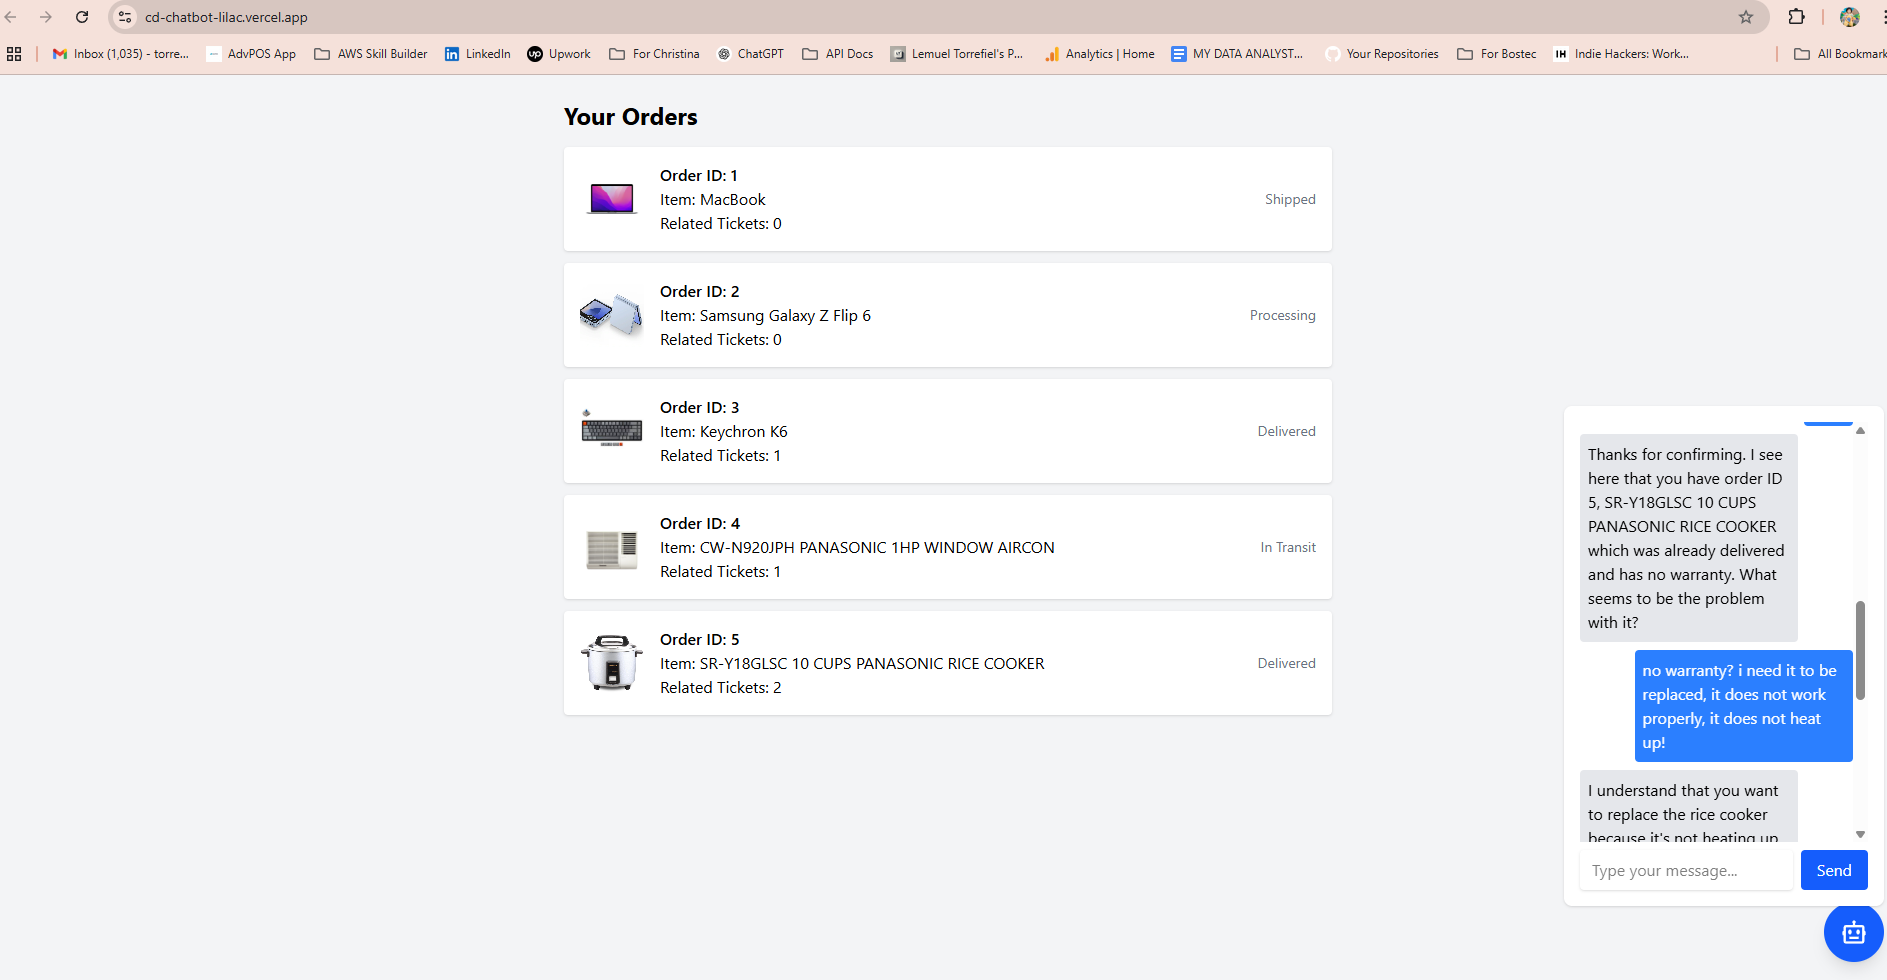 cd-chatbot-lilac.vercel.app
Inbox (1,035) - torre...
AdvPOS App
AWS Skill Builder
LinkedIn
Upwork
For Christina
ChatGPT
API Docs
Lemuel Torrefiel's P...
Analytics | Home
MY DATA ANALYST...
Your Repositories
For Bostec
Indie Hackers: Work...
All Bookmark
Your Orders
Order ID: 1
Item: MacBook
Related Tickets: 0
Shipped
Order ID: 2
Item: Samsung Galaxy Z Flip 6
Related Tickets: 0
Processing
Order ID: 3
Item: Keychron K6
Related Tickets: 1
Delivered
Order ID: 4
Item: CW-N920JPH PANASONIC 1HP WINDOW AIRCON
Related Tickets: 1
In Transit
Order ID: 5
Item: SR-Y18GLSC 10 CUPS PANASONIC RICE COOKER
Related Tickets: 2
Delivered
Thanks for confirming. I see
here that you have order ID
5, SR-Y18GLSC 10 CUPS
PANASONIC RICE COOKER
which was already delivered
and has no warranty. What
seems to be the problem
with it?
no warranty? i need it to be
replaced, it does not work
properly, it does not heat
up!
I understand that you want
to replace the rice cooker
because it's not heating up
Type your message...
Send